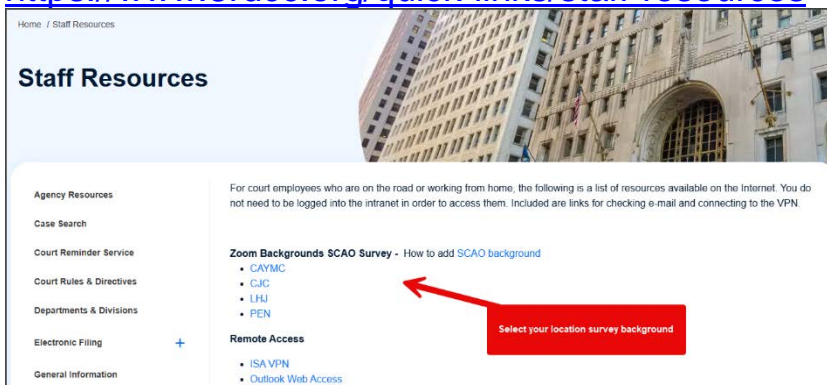 Home / Staff Resources
Staff Resources
Agency Resources
Case Search
Court Reminder Service
Court Rules & Directives
Departments & Divisions
Electronic Filing +
General Information
For court employees who are on the road or working from home, the following is a list of resources available on the Internet. You do
not need to be logged into the intranet in order to access them. Included are links for checking e-mail and connecting to the VPN.
Zoom Backgrounds SCAO Survey - How to add SCAO background
• CAYMC
• CJC
• LHJ
• PEN
Select your location survey background
Remote Access
• ISA VPN
• Outlook Web Access